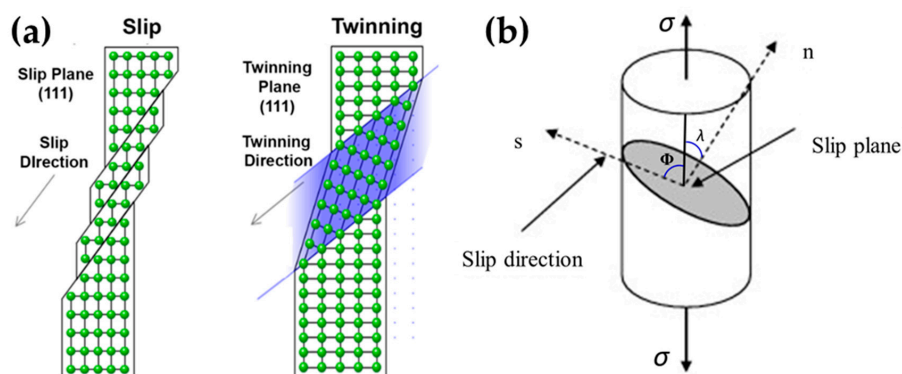 (a)
Slip
Slip Plane
(111)
Slip
DIrection
Twinning
Twinning
Plane
(111)
Twinning
Direction
(b)
σ
n
λ
s
Φ
Slip plane
Slip direction
σ